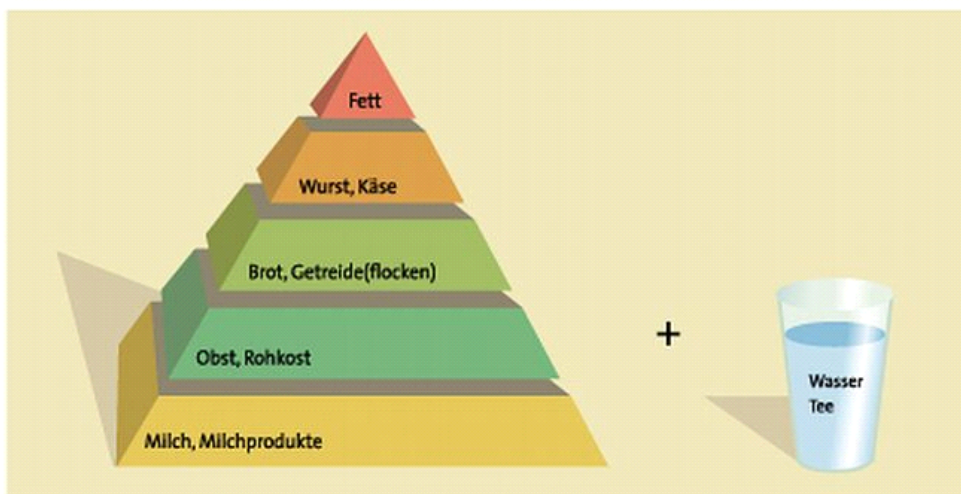 Fett
Wurst, Käse
Brot, Getreide(flocken)
Obst, Rohkost
Milch, Milchprodukte
+
Wasser
Tee